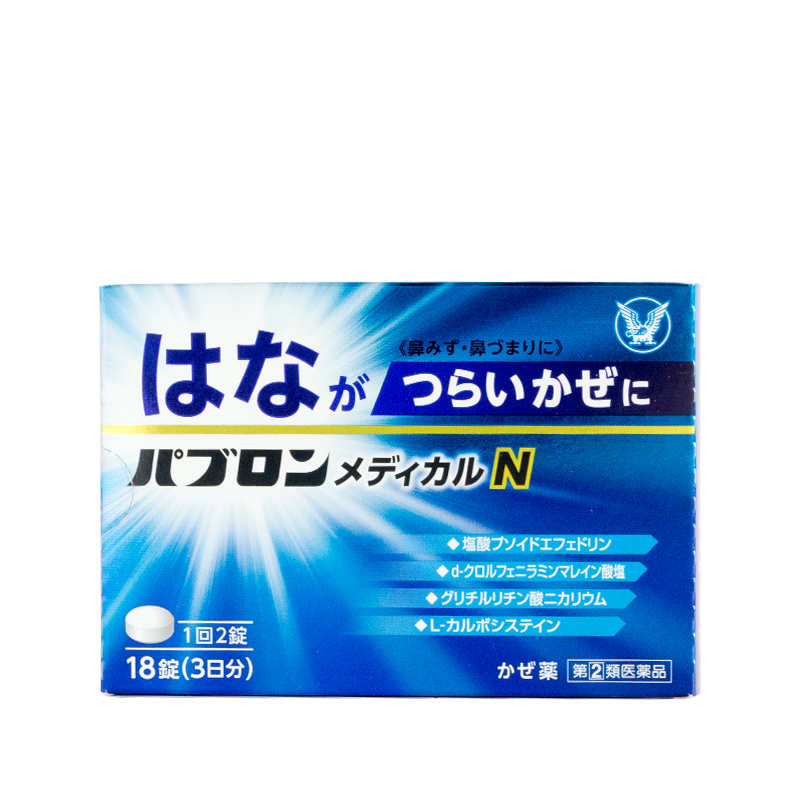 《鼻みず・鼻づまりに》
はながつらいかぜに
パブロンメディカルN
◆塩酸プソイドエフェドリン
◆d-クロルフェニラミンマレイン酸塩
◆グリチルリチン酸二カリウム
◆L-カルボシステイン
1回2錠
18錠(3日分)
かぜ薬 第②類医薬品